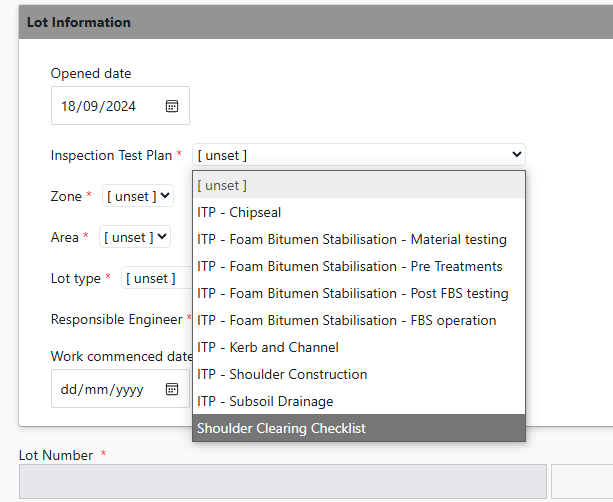 Lot Information
Opened date
18/09/2024
Inspection Test Plan * [ unset ]
[ unset ]
ITP - Chipseal
ITP - Foam Bitumen Stabilisation - Material testing
ITP - Foam Bitumen Stabilisation - Pre Treatments
ITP - Foam Bitumen Stabilisation - Post FBS testing
ITP - Foam Bitumen Stabilisation - FBS operation
ITP - Kerb and Channel
ITP - Shoulder Construction
ITP - Subsoil Drainage
Shoulder Clearing Checklist
Zone * [ unset ]
Area * [ unset ]
Lot type * [ unset ]
Responsible Engineer *
Work commenced date
dd/mm/yyyy
Lot Number *